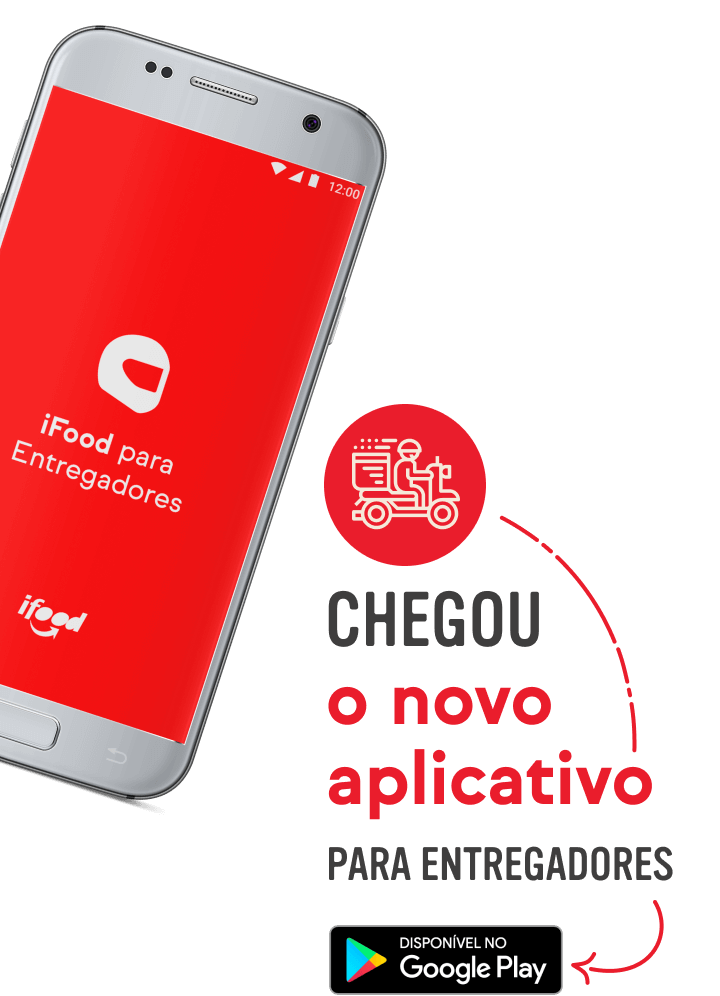 12:00
iFood para
Entregadores
ifood
CHEGOU
o novo
aplicativo
PARA ENTREGADORES
DISPONÍVEL NO
Google Play